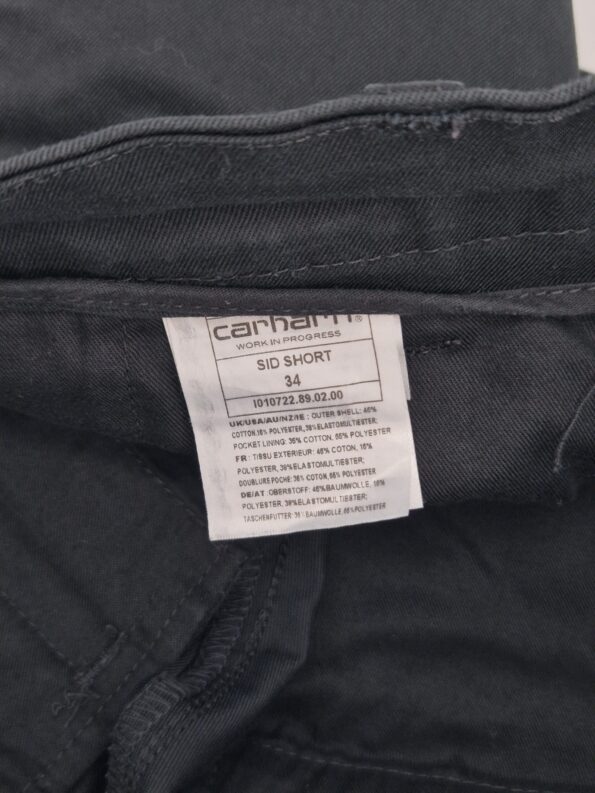 carhartt®
WORK IN PROGRESS
SID SHORT
34
I010722.89.02.00
UK/USA/AU/NZ/IE : OUTER SHELL: 46%
COTTON,16% POLYESTER, 38%ELASTOMULTIESTER;
POCKET LINING: 35% COTTON, 65% POLYESTER
FR : TISSU EXTERIEUR: 46% COTON, 16%
POLYESTER, 38%ELASTOMULTIESTER;
DOUBLURE POCHE: 35% COTON, 65% POLYESTER
DE/AT :OBERSTOFF: 46%BAUMWOLLE, 16%
POLYESTER, 38%ELASTOMULTIESTER;
TASCHENFUTTER: 35%BAUMWOLLE, 65% POLYESTER